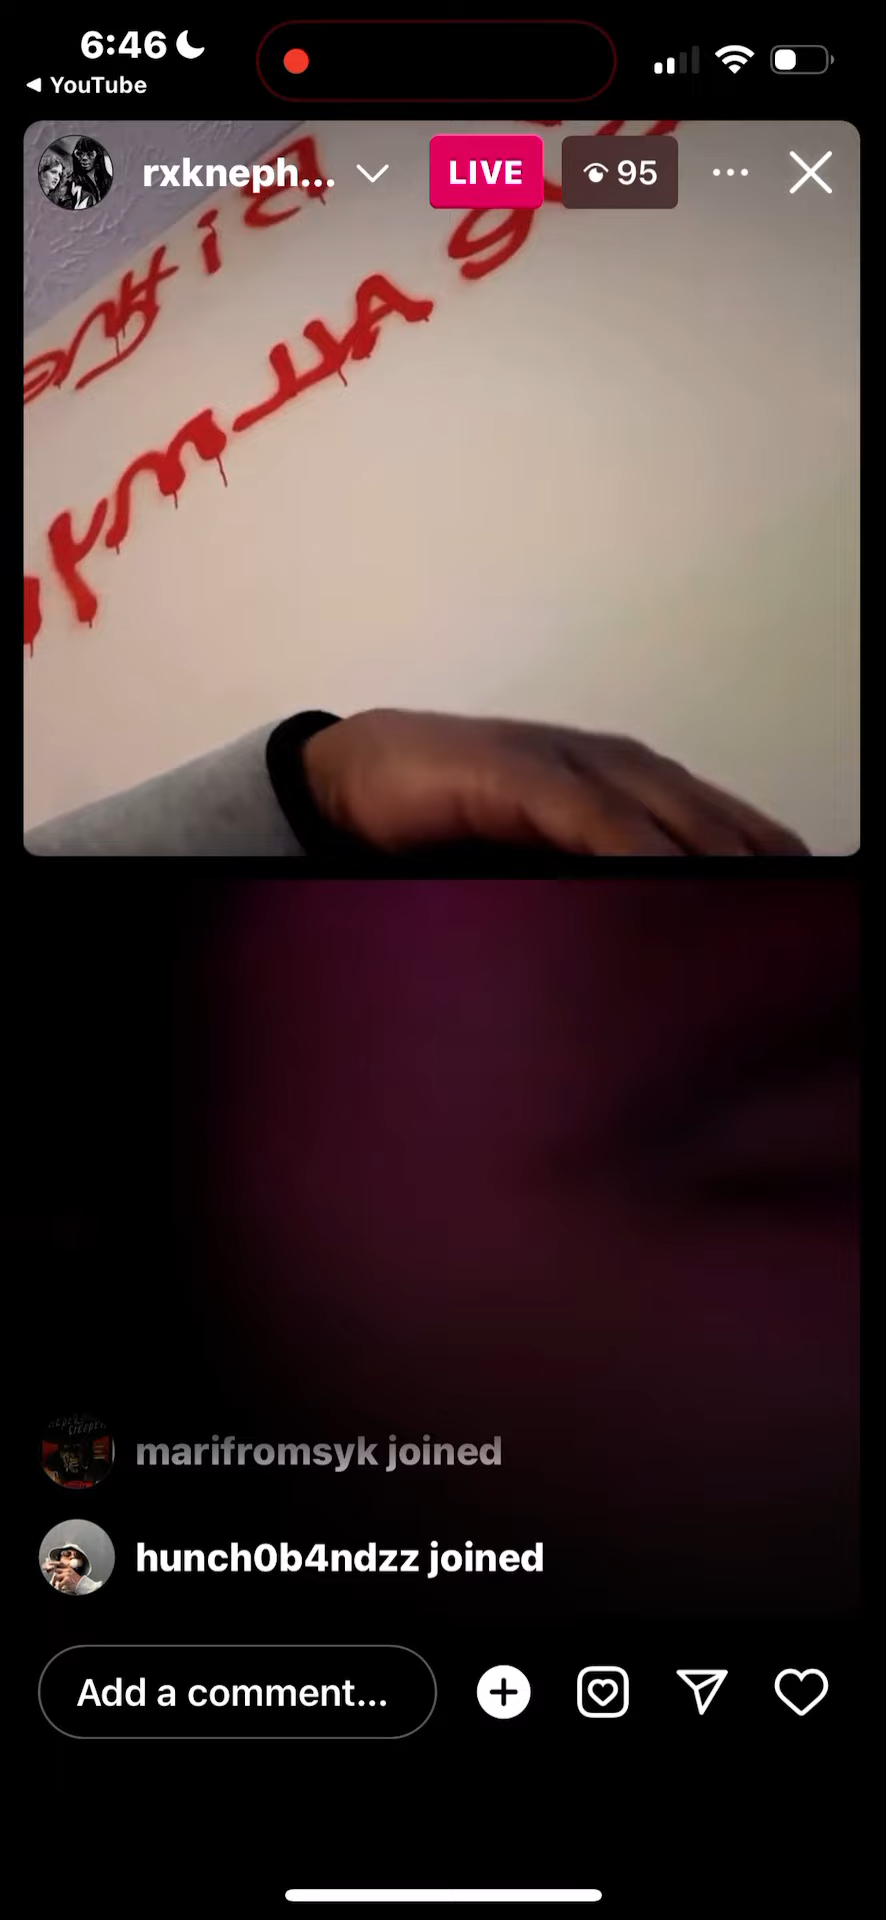 6:46
YouTube
rxkneph...
LIVE
95
marifromsyk joined
hunch0b4ndzz joined
Add a comment...